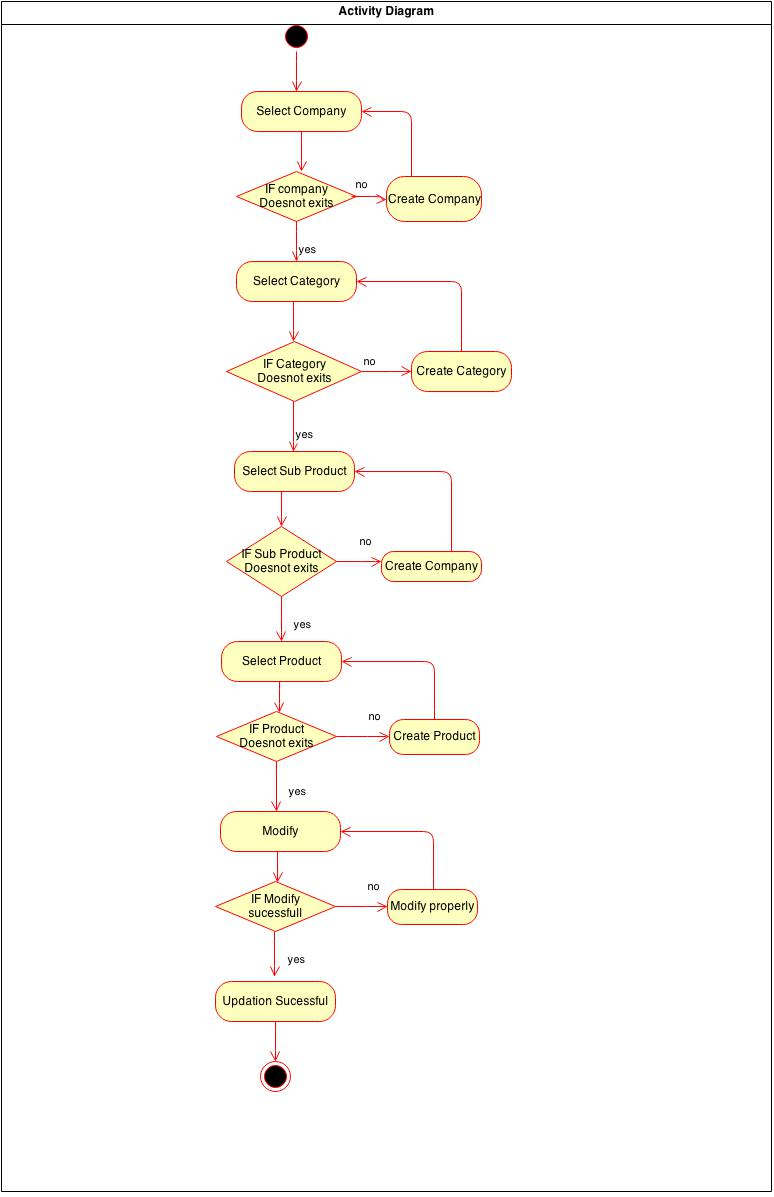 Activity Diagram
Select Company
IF company
Doesnot exits
no
Create Company
yes
Select Category
IF Category
Doesnot exits
no
Create Category
yes
Select Sub Product
IF Sub Product
Doesnot exits
no
Create Company
yes
Select Product
IF Product
Doesnot exits
no
Create Product
yes
Modify
IF Modify
sucessfull
no
Modify properly
yes
Updation Sucessful